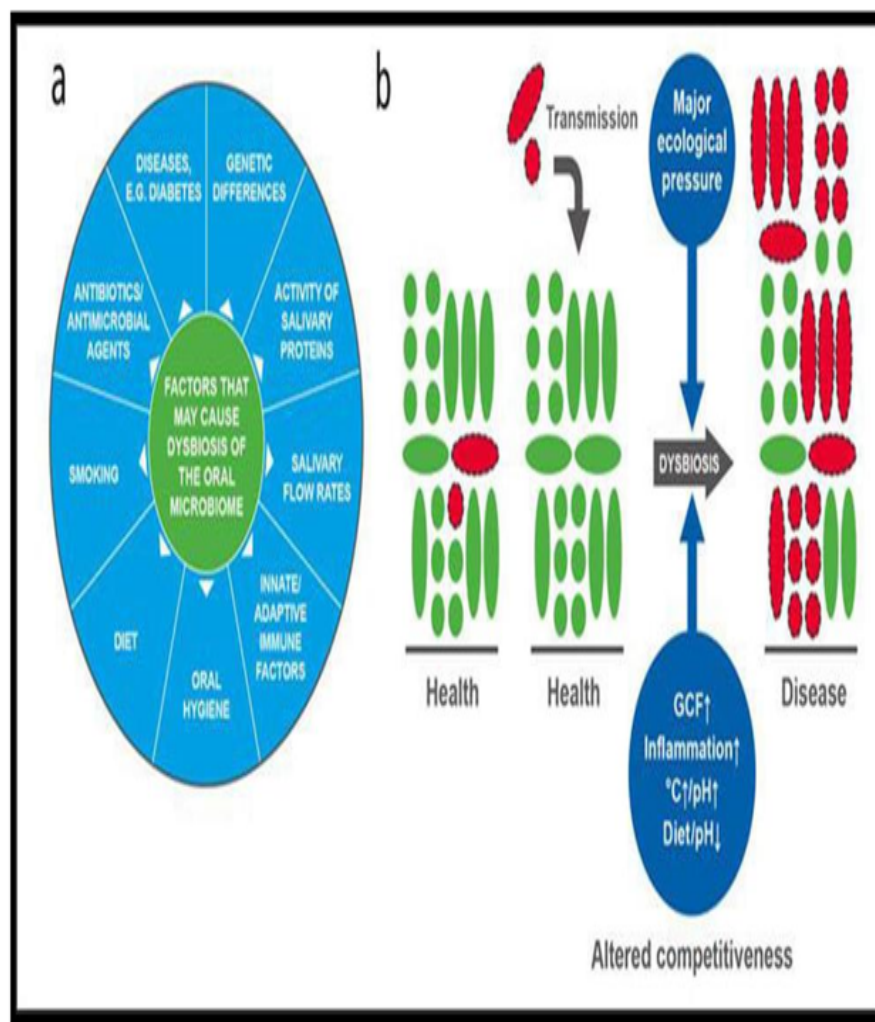 a
DISEASES,
E.G. DIABETES
GENETIC
DIFFERENCES
ACTIVITY OF
SALIVARY
PROTEINS
SALIVARY
FLOW RATES
INNATE/
ADAPTIVE
IMMUNE
FACTORS
ORAL
HYGIENE
DIET
SMOKING
ANTIBIOTICS/
ANTIMICROBIAL
AGENTS
FACTORS THAT
MAY CAUSE
DYSBIOSIS OF
THE ORAL
MICROBIOME
b
Transmission
Major
ecological
pressure
DYSBIOSIS
Health
Health
Disease
GCF↑
Inflammation↑
°C↑/pH↑
Diet/pH↓
Altered competitiveness